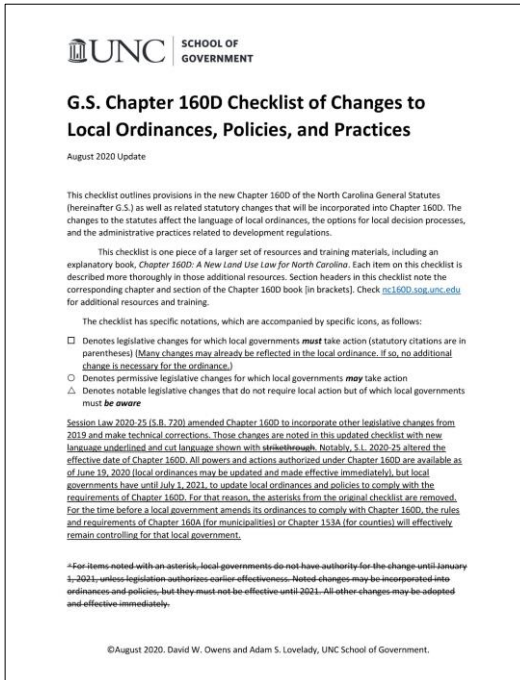 UNC SCHOOL OF
GOVERNMENT
G.S. Chapter 160D Checklist of Changes to
Local Ordinances, Policies, and Practices
August 2020 Update
This checklist outlines provisions in the new Chapter 160D of the North Carolina General Statutes
(hereinafter G.S.) as well as related statutory changes that will be incorporated into Chapter 160D. The
changes to the statutes affect the language of local ordinances, the options for local decision processes,
and the administrative practices related to development regulations.
This checklist is one piece of a larger set of resources and training materials, including an
explanatory book, Chapter 160D: A New Land Use Law for North Carolina. Each item on this checklist is
described more thoroughly in those additional resources. Section headers in this checklist note the
corresponding chapter and section of the Chapter 160D book [in brackets]. Check nc160D.sog.unc.edu
for additional resources and training.
The checklist has specific notations, which are accompanied by specific icons, as follows:
☐ Denotes legislative changes for which local governments must take action (statutory citations are in
parentheses) (Many changes may already be reflected in the local ordinance. If so, no additional
change is necessary for the ordinance.)
○ Denotes permissive legislative changes for which local governments may take action
△ Denotes notable legislative changes that do not require local action but of which local governments
must be aware
Session Law 2020-25 (S.B. 720) amended Chapter 160D to incorporate other legislative changes from
2019 and make technical corrections. Those changes are noted in this updated checklist with new
language underlined and cut language shown with strikethrough. Notably, S.L. 2020-25 altered the
effective date of Chapter 160D. All powers and actions authorized under Chapter 160D are available as
of June 19, 2020 (local ordinances may be updated and made effective immediately), but local
governments have until July 1, 2021, to update local ordinances and policies to comply with the
requirements of Chapter 160D. For that reason, the asterisks from the original checklist are removed.
For the time before a local government amends its ordinances to comply with Chapter 160D, the rules
and requirements of Chapter 160A (for municipalities) or Chapter 153A (for counties) will effectively
remain controlling for that local government.
*For items noted with an asterisk, local governments do not have authority for the change until January
1, 2021, unless legislation authorizes earlier effectiveness. Noted changes may be incorporated into
ordinances and policies, but they must not be effective until 2021. All other changes may be adopted
and effective immediately.
©August 2020. David W. Owens and Adam S. Lovelady, UNC School of Government.